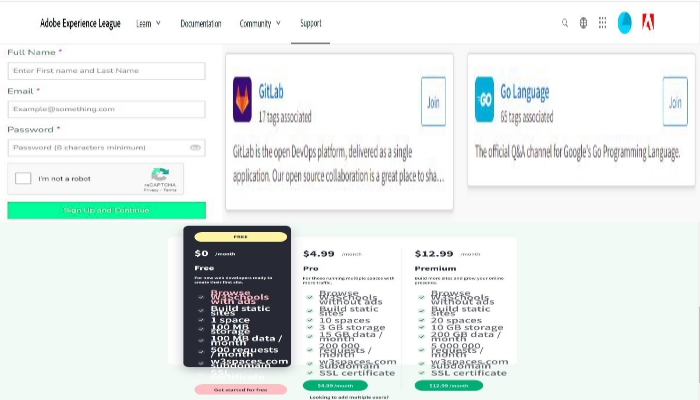 Adobe Experience League
Learn
Documentation
Community
Support
Full Name *
Enter First name and Last Name
Email *
Example@something.com
Password *
Password (8 characters minimum)
I'm not a robot
reCAPTCHA
Privacy - Terms
Sign Up and Continue
GitLab
17 tags associated
Join
GitLab is the open DevOps platform, delivered as a single
application. Our open source collaboration is a great place to sha...
GO
Go Language
65 tags associated
Join
The official Q&A channel for Google's Go Programming Language.
FREE
$0 /month
Free
For new web developers ready to
create their first site.
Browse
W3schools
with ads
Build static
sites
1 space
100 MB
storage
100 MB data /
month
500 requests
/ month
w3spaces.com
subdomain
SSL
Get started for free
$4.99 /month
Pro
For those running multiple spaces with
more traffic.
Browse
W3schools
without ads
Build static
sites
10 spaces
3 GB storage
15 GB data /
month
200 000
requests /
month
w3spaces.com
subdomain
SSL certificate
$4.99 /month
Looking to add multiple users?
$12.99 /month
Premium
Build more sites and grow your online
presence.
Browse
W3schools
without ads
Build static
sites
20 spaces
10 GB storage
200 GB data /
month
5 000 000
requests /
month
w3spaces.com
subdomain
SSL certificate
$12.99 /month